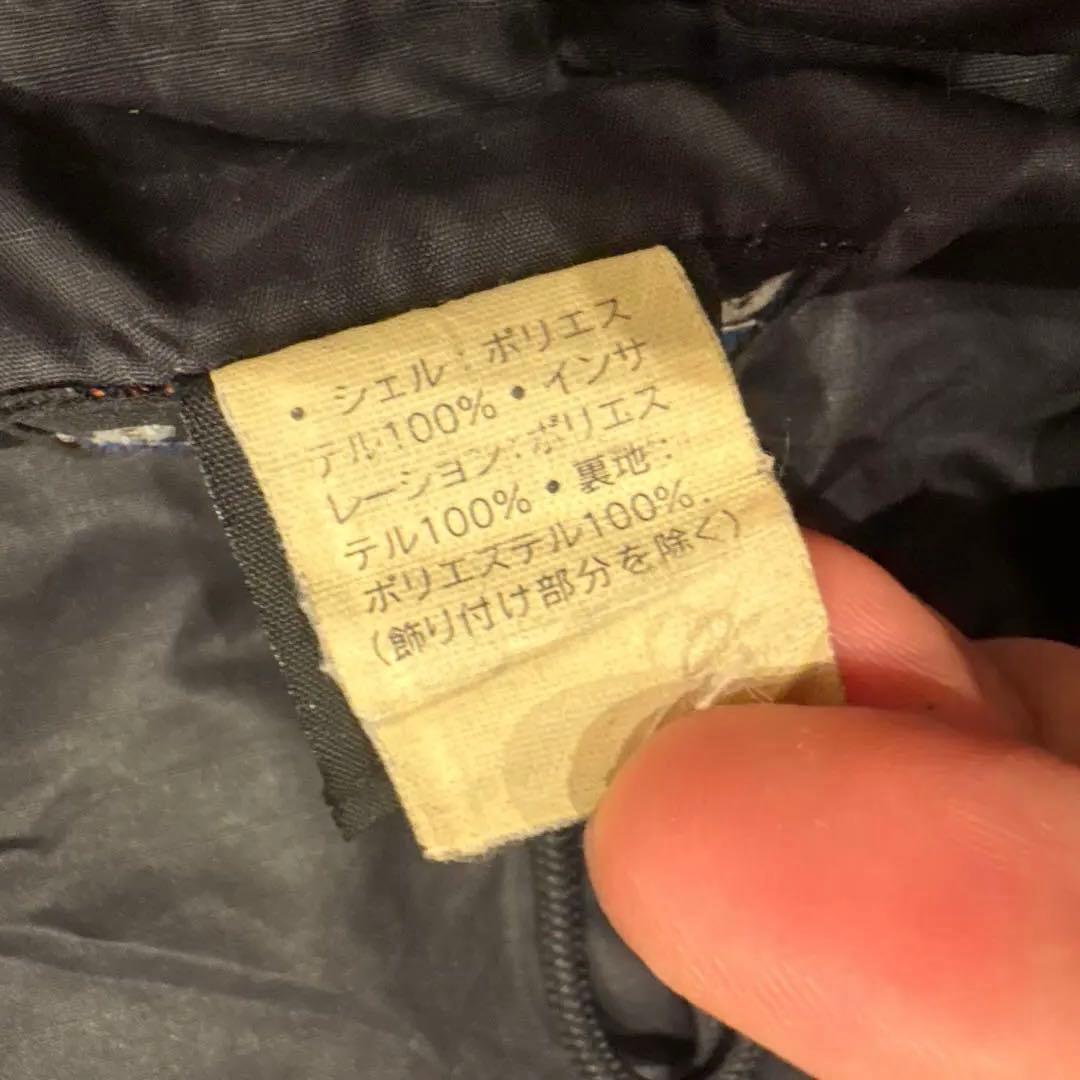 ・シェル：ポリエス
テル100%・インサ
レーション：ポリエス
テル100%・裏地：
ポリエステル100%.
（飾り付け部分を除く）